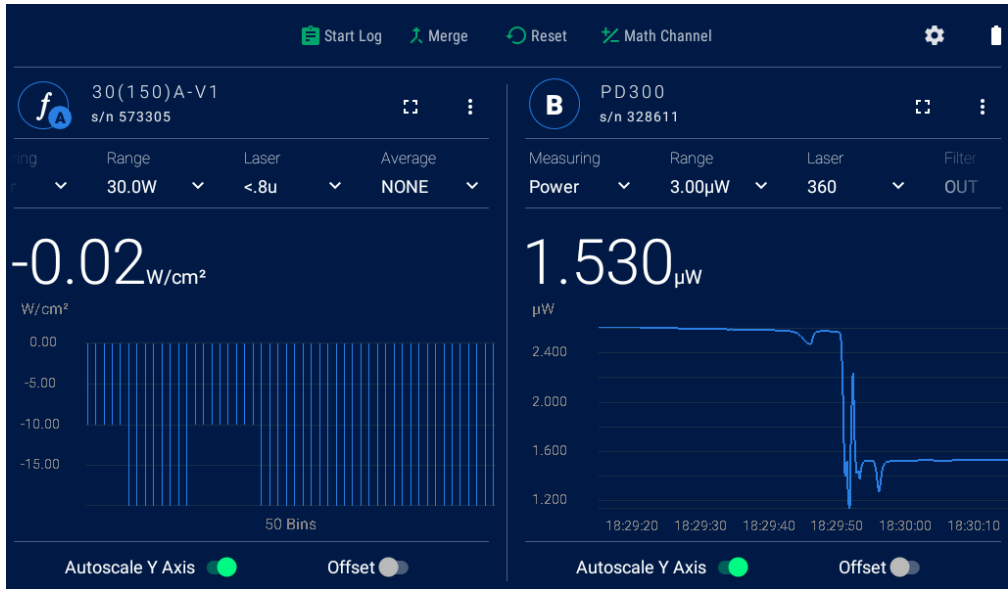 Start Log Merge Reset Math Channel
f A 30(150)A-V1
s/n 573305
Range Laser Average
30.0W <.8u NONE
-0.02 W/cm²
W/cm²
0.00
-5.00
-10.00
-15.00
50 Bins
Autoscale Y Axis Offset
B PD300
s/n 328611
Measuring Range Laser Filter
Power 3.00µW 360 OUT
1.530 µW
µW
2.400
2.000
1.600
1.200
18:29:20 18:29:30 18:29:40 18:29:50 18:30:00 18:30:10
Autoscale Y Axis Offset